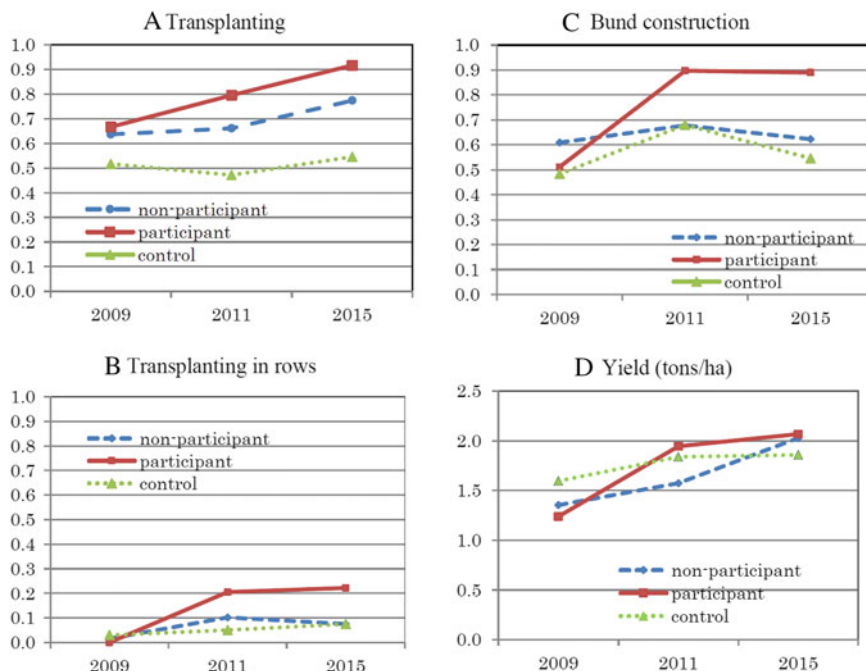 A Transplanting
1.0
0.9
0.8
0.7
0.6
0.5
0.4
0.3
0.2
0.1
0.0
non-participant
participant
control
2009 2011 2015
B Transplanting in rows
1.0
0.9
0.8
0.7
0.6
0.5
0.4
0.3
0.2
0.1
0.0
non-participant
participant
control
2009 2011 2015
C Bund construction
1.0
0.9
0.8
0.7
0.6
0.5
0.4
0.3
0.2
0.1
0.0
non-participant
participant
control
2009 2011 2015
D Yield (tons/ha)
2.5
2.0
1.5
1.0
0.5
0.0
non-participant
participant
control
2009 2011 2015